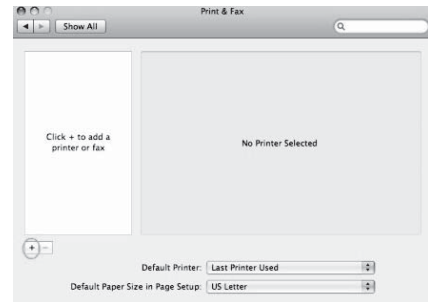 Print & Fax
Show All
Click + to add a
printer or fax
No Printer Selected
+ -
Default Printer: Last Printer Used
Default Paper Size in Page Setup: US Letter